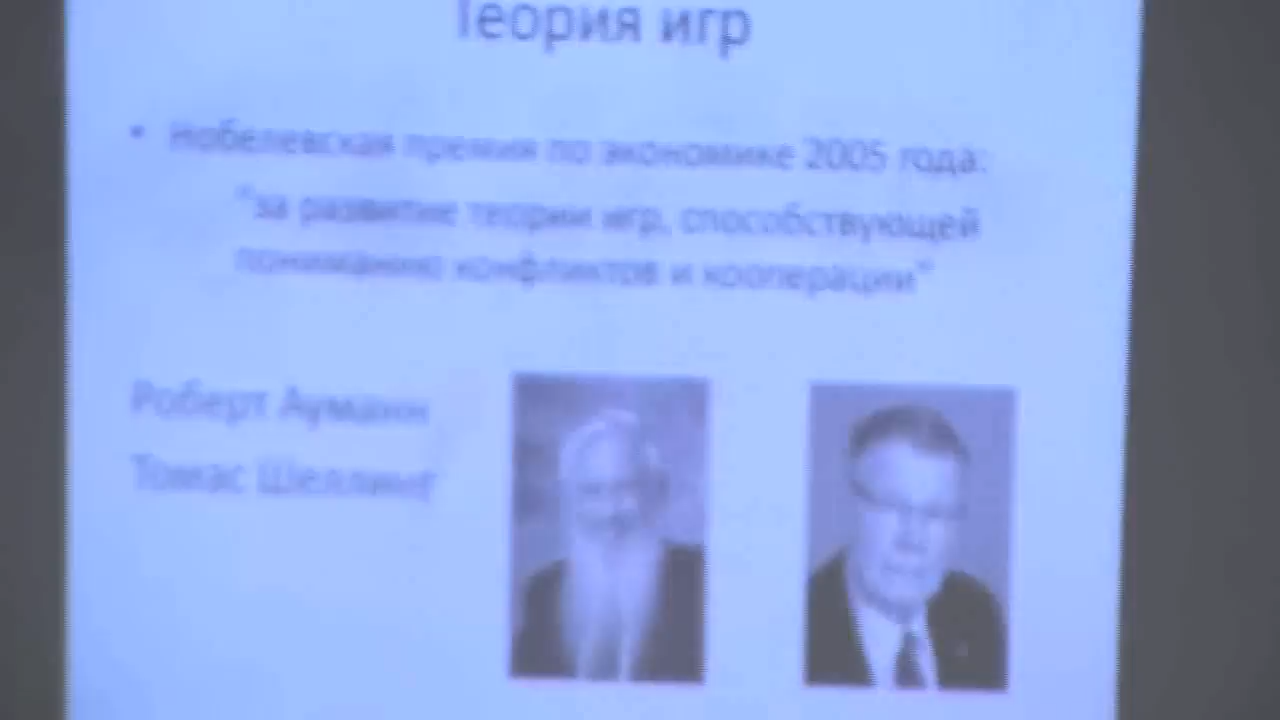 Теория игр
• Нобелевская премия по экономике 2005 года:
"за развитие теории игр, способствующей
пониманию конфликтов и кооперации"
Роберт Ауманн
Томас Шеллинг